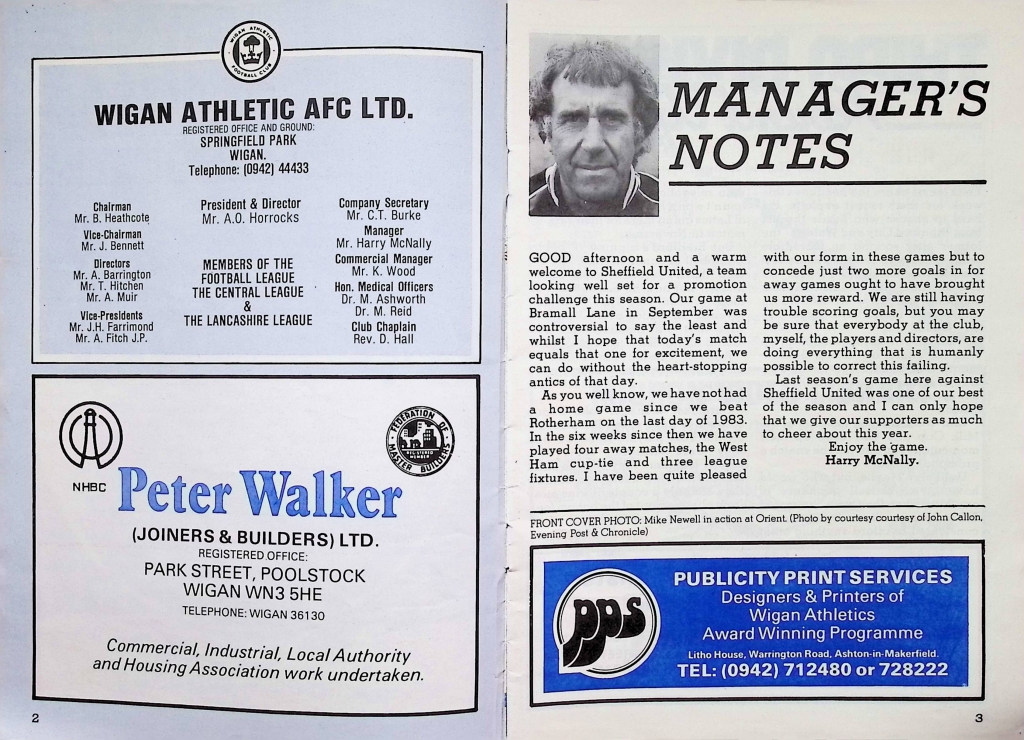 WIGAN ATHLETIC
FOOTBALL CLUB
WIGAN ATHLETIC AFC LTD.
REGISTERED OFFICE AND GROUND:
SPRINGFIELD PARK
WIGAN.
Telephone: (0942) 44433
Chairman
Mr. B. Heathcote
Vice-Chairman
Mr. J. Bennett
Directors
Mr. A. Barrington
Mr. T. Hitchen
Mr. A. Muir
Vice-Presidents
Mr. J.H. Farrimond
Mr. A. Fitch J.P.
President & Director
Mr. A.O. Horrocks
MEMBERS OF THE
FOOTBALL LEAGUE
THE CENTRAL LEAGUE
&
THE LANCASHIRE LEAGUE
Company Secretary
Mr. C.T. Burke
Manager
Mr. Harry McNally
Commercial Manager
Mr. K. Wood
Hon. Medical Officers
Dr. M. Ashworth
Dr. M. Reid
Club Chaplain
Rev. D. Hall
NHBC
FEDERATION OF
MASTER BUILDERS
REGISTERED
MEMBER
Peter Walker
(JOINERS & BUILDERS) LTD.
REGISTERED OFFICE:
PARK STREET, POOLSTOCK
WIGAN WN3 5HE
TELEPHONE: WIGAN 36130
Commercial, Industrial, Local Authority
and Housing Association work undertaken.
2
MANAGER'S
NOTES
GOOD afternoon and a warm
welcome to Sheffield United, a team
looking well set for a promotion
challenge this season. Our game at
Bramall Lane in September was
controversial to say the least and
whilst I hope that today's match
equals that one for excitement, we
can do without the heart-stopping
antics of that day.
As you well know, we have not had
a home game since we beat
Rotherham on the last day of 1983.
In the six weeks since then we have
played four away matches, the West
Ham cup-tie and three league
fixtures. I have been quite pleased
with our form in these games but to
concede just two more goals in for
away games ought to have brought
us more reward. We are still having
trouble scoring goals, but you may
be sure that everybody at the club,
myself, the players and directors, are
doing everything that is humanly
possible to correct this failing.
Last season's game here against
Sheffield United was one of our best
of the season and I can only hope
that we give our supporters as much
to cheer about this year.
Enjoy the game.
Harry McNally.
FRONT COVER PHOTO: Mike Newell in action at Orient. (Photo by courtesy courtesy of John Callon,
Evening Post & Chronicle)
pps
PUBLICITY PRINT SERVICES
Designers & Printers of
Wigan Athletics
Award Winning Programme
Litho House, Warrington Road, Ashton-in-Makerfield.
TEL: (0942) 712480 or 728222
3